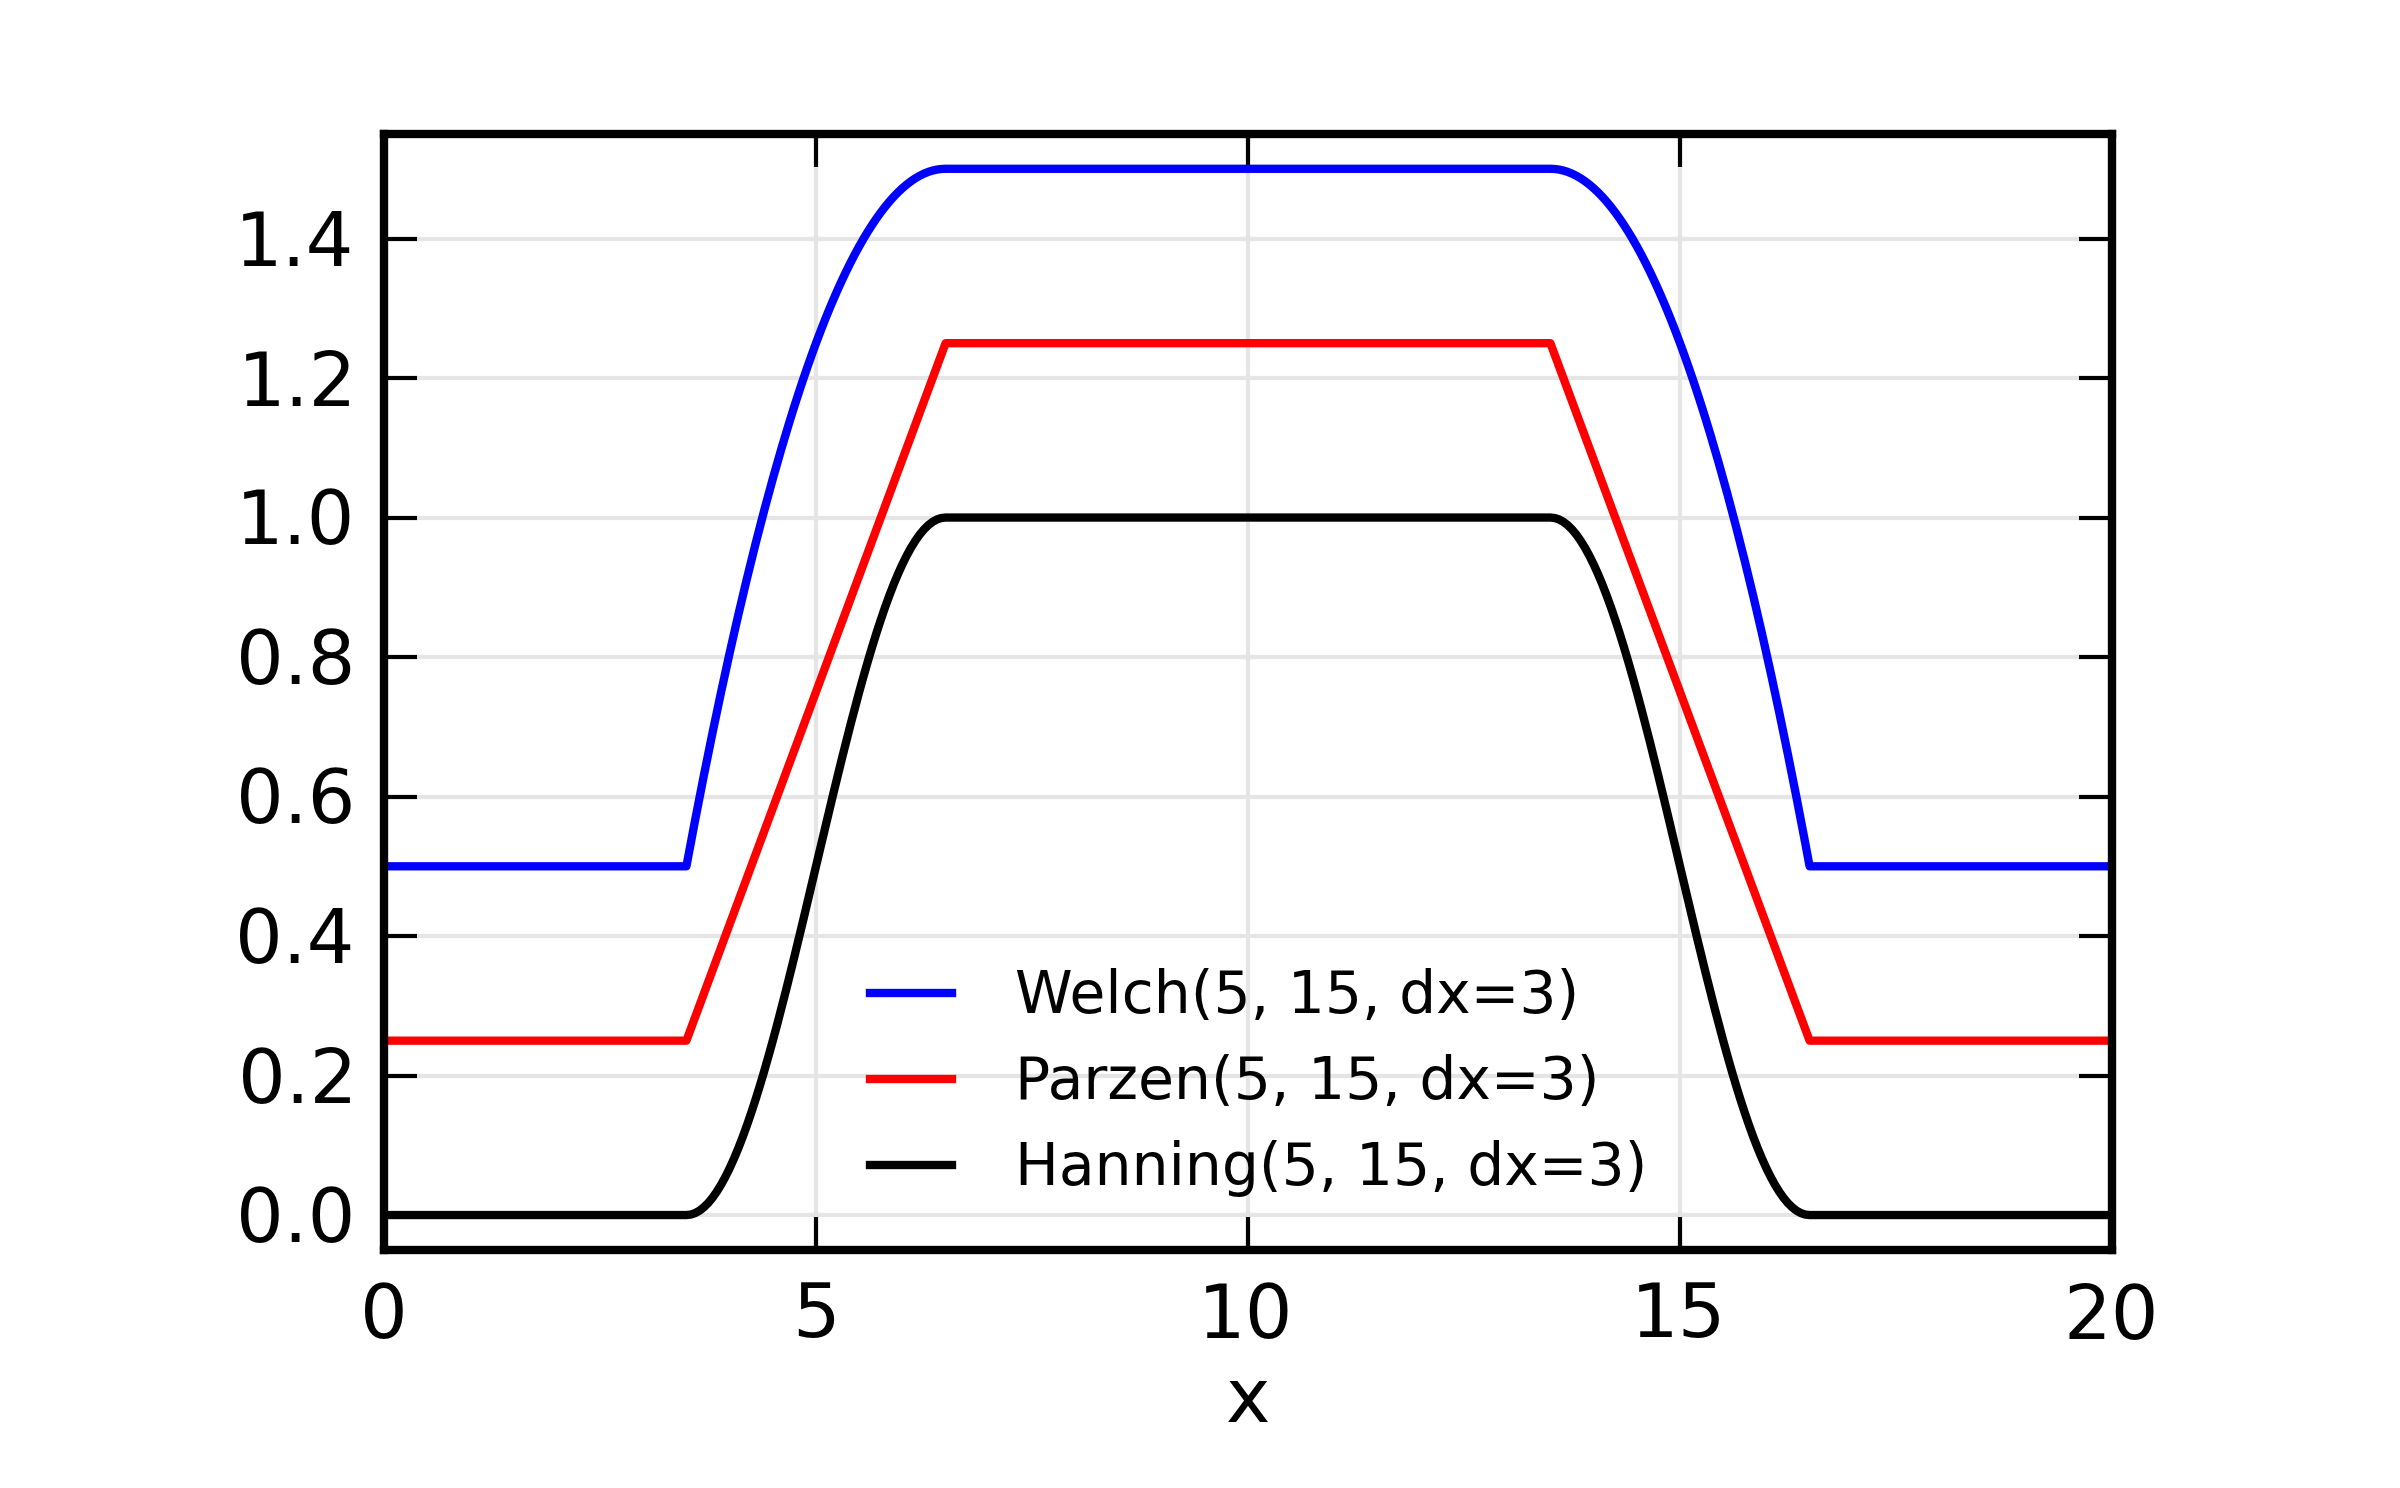 1.4
1.2
1.0
0.8
0.6
0.4
0.2
0.0
Welch(5, 15, dx=3)
Parzen(5, 15, dx=3)
Hanning(5, 15, dx=3)
0 5 10 15 20
x